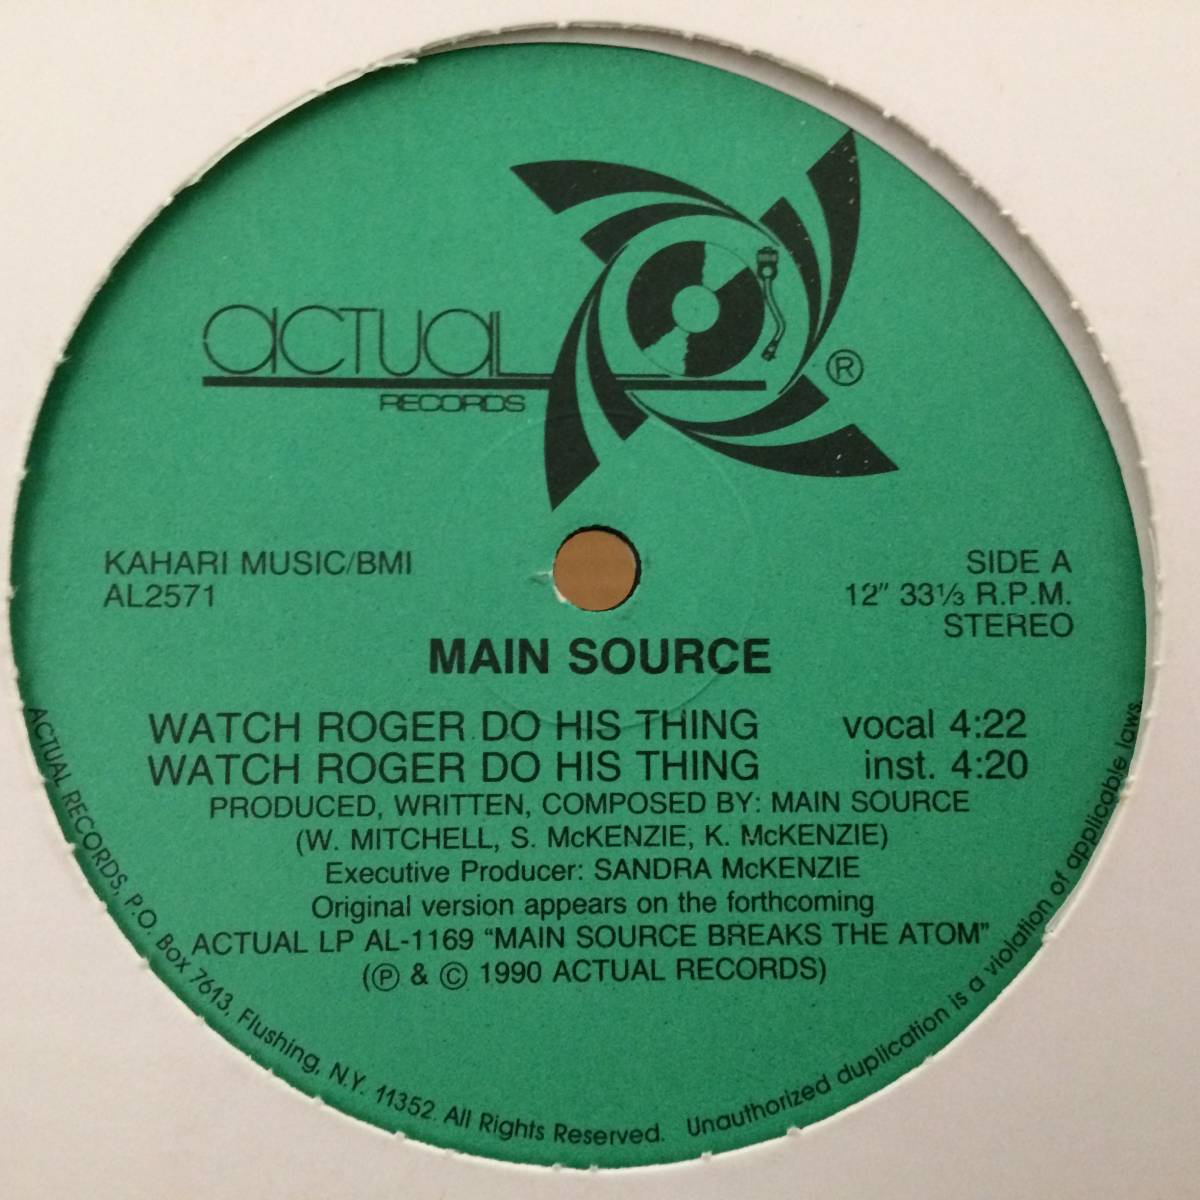 ACTUAL
RECORDS
®
KAHARI MUSIC/BMI
AL2571
SIDE A
12" 33⅓ R.P.M.
STEREO
MAIN SOURCE
WATCH ROGER DO HIS THING vocal 4:22
WATCH ROGER DO HIS THING inst. 4:20
PRODUCED, WRITTEN, COMPOSED BY: MAIN SOURCE
(W. MITCHELL, S. McKENZIE, K. McKENZIE)
Executive Producer: SANDRA McKENZIE
Original version appears on the forthcoming
ACTUAL LP AL-1169 "MAIN SOURCE BREAKS THE ATOM"
(℗ & © 1990 ACTUAL RECORDS)
ACTUAL RECORDS, P.O. Box 7613, Flushing, N.Y. 11352. All Rights Reserved. Unauthorized duplication is a violation of applicable laws.